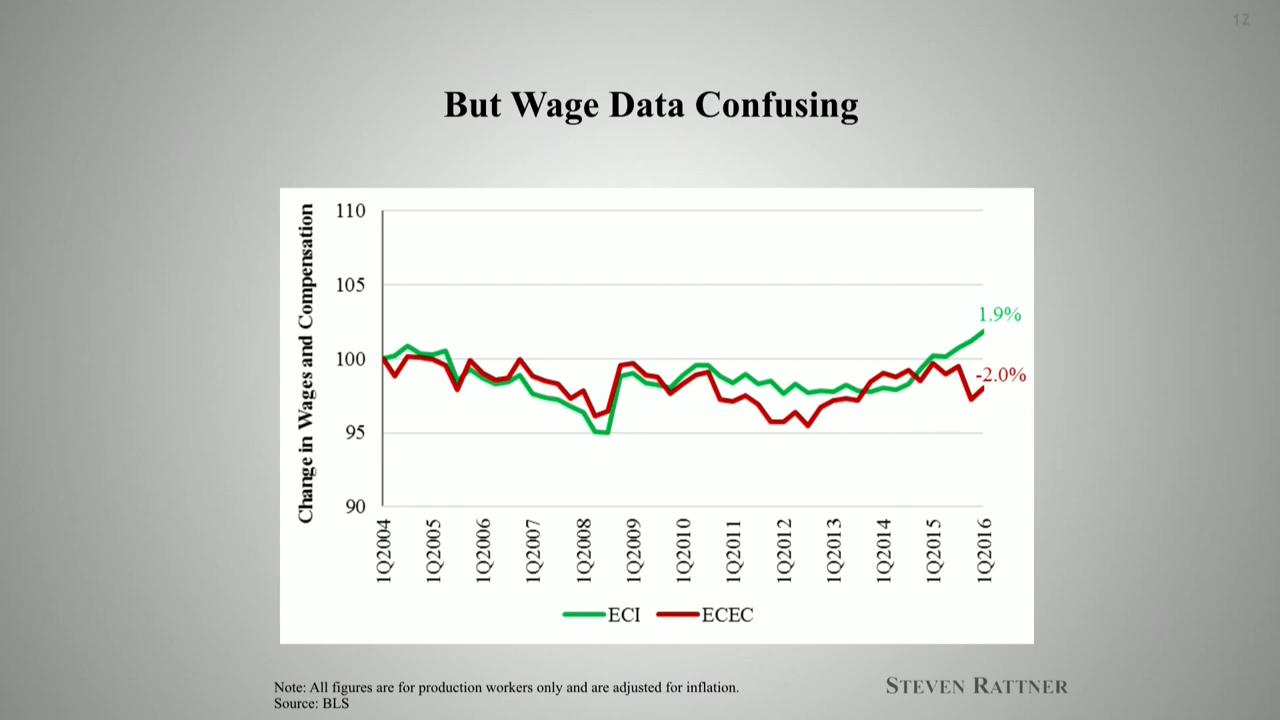 12
But Wage Data Confusing
Change in Wages and Compensation
110
105
100
95
90
1.9%
-2.0%
1Q2004
1Q2005
1Q2006
1Q2007
1Q2008
1Q2009
1Q2010
1Q2011
1Q2012
1Q2013
1Q2014
1Q2015
1Q2016
ECI ECEC
Note: All figures are for production workers only and are adjusted for inflation.
Source: BLS
STEVEN RATTNER